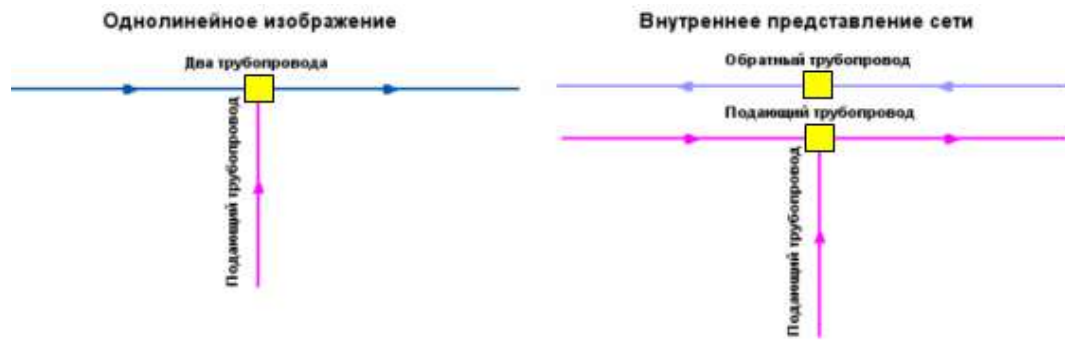 Однолинейное изображение
Два трубопровода
Подающий трубопровод
Внутреннее представление сети
Обратный трубопровод
Подающий трубопровод
Подающий трубопровод